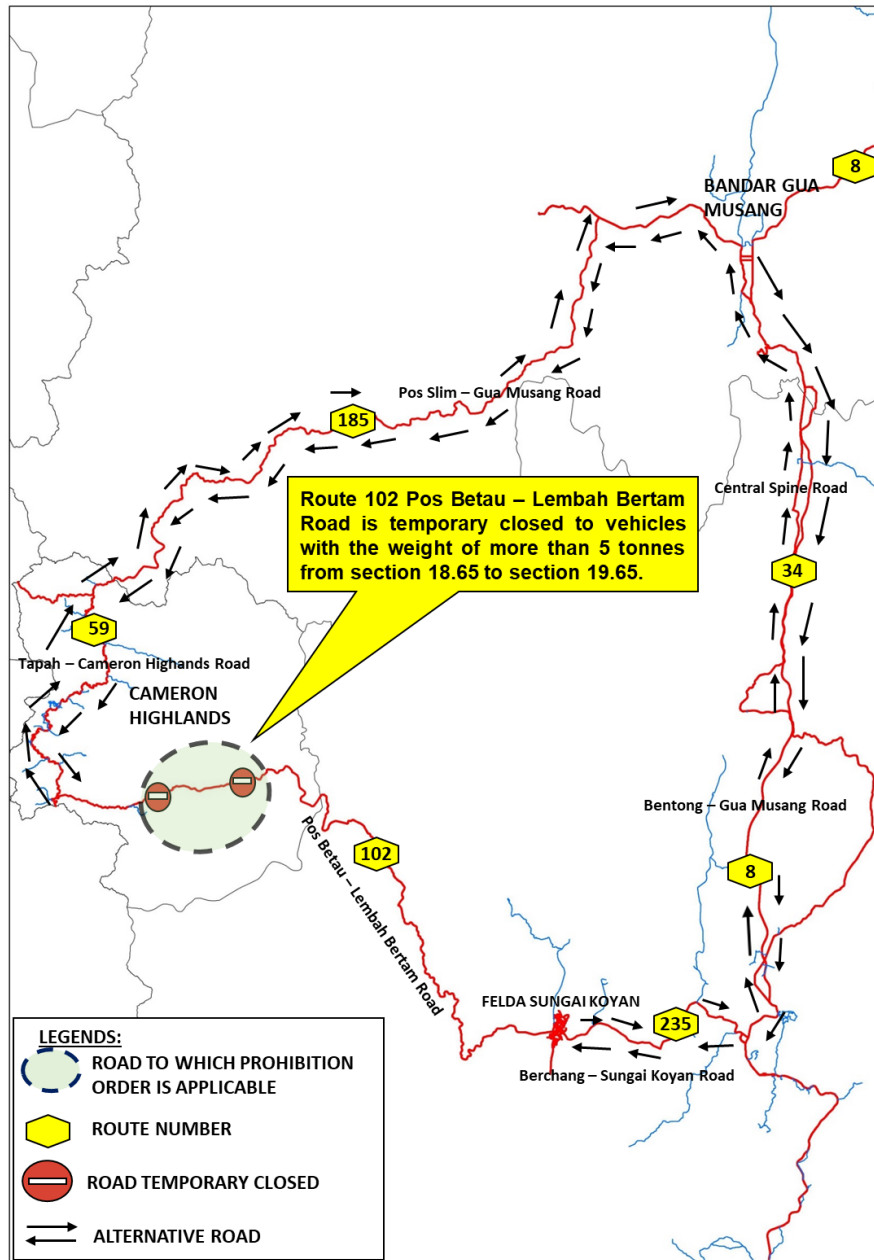 8
BANDAR GUA
MUSANG
Pos Slim – Gua Musang Road
185
Route 102 Pos Betau – Lembah Bertam
Road is temporary closed to vehicles
with the weight of more than 5 tonnes
from section 18.65 to section 19.65.
Central Spine Road
34
59
Tapah – Cameron Highands Road
CAMERON
HIGHLANDS
Bentong – Gua Musang Road
8
102
Pos Betau – Lembah Bertam Road
FELDA SUNGAI KOYAN
235
Berchang – Sungai Koyan Road
LEGENDS:
ROAD TO WHICH PROHIBITION
ORDER IS APPLICABLE
ROUTE NUMBER
ROAD TEMPORARY CLOSED
ALTERNATIVE ROAD